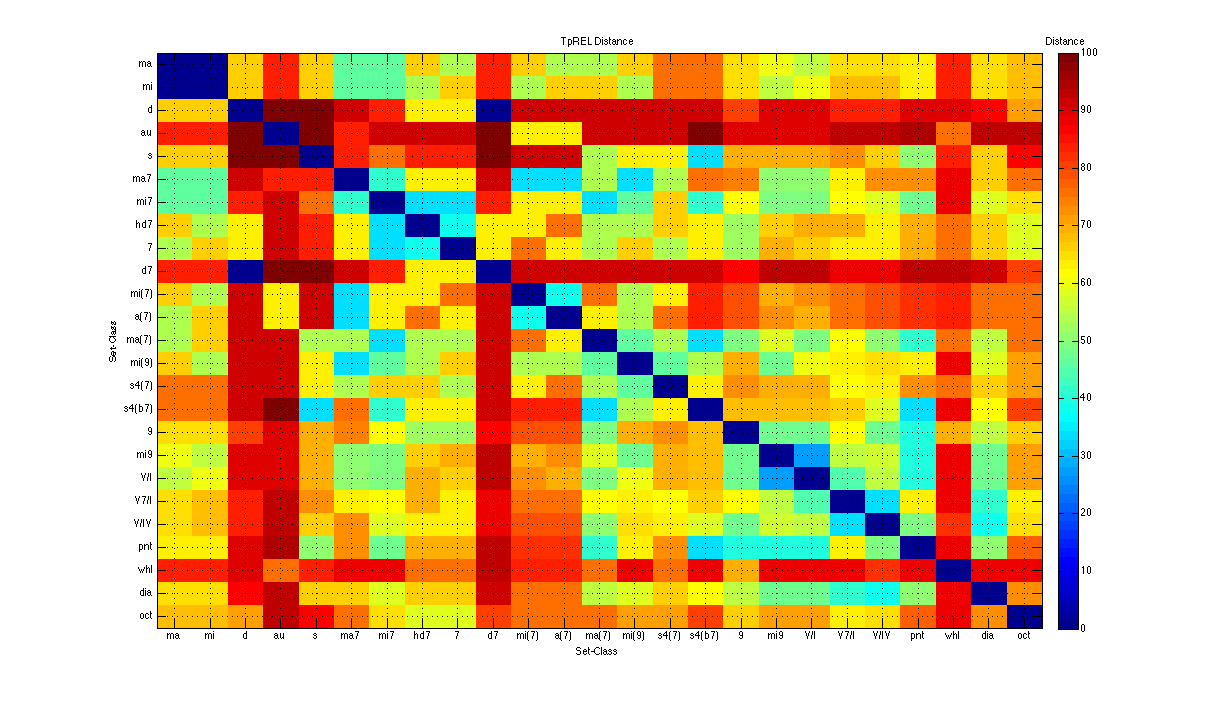 TpREL Distance
Distance
ma
mi
d
au
s
ma7
mi7
hd7
7
d7
mi(7)
a(7)
ma(7)
mi(9)
s4(7)
s4(b7)
9
mi9
V/I
V7/I
V/IV
pnt
whl
dia
oct
Set-Class
100
90
80
70
60
50
40
30
20
10
0
ma mi d au s ma7 mi7 hd7 7 d7 mi(7) a(7) ma(7) mi(9) s4(7) s4(b7) 9 mi9 V/I V7/I V/IV pnt whl dia oct
Set-Class